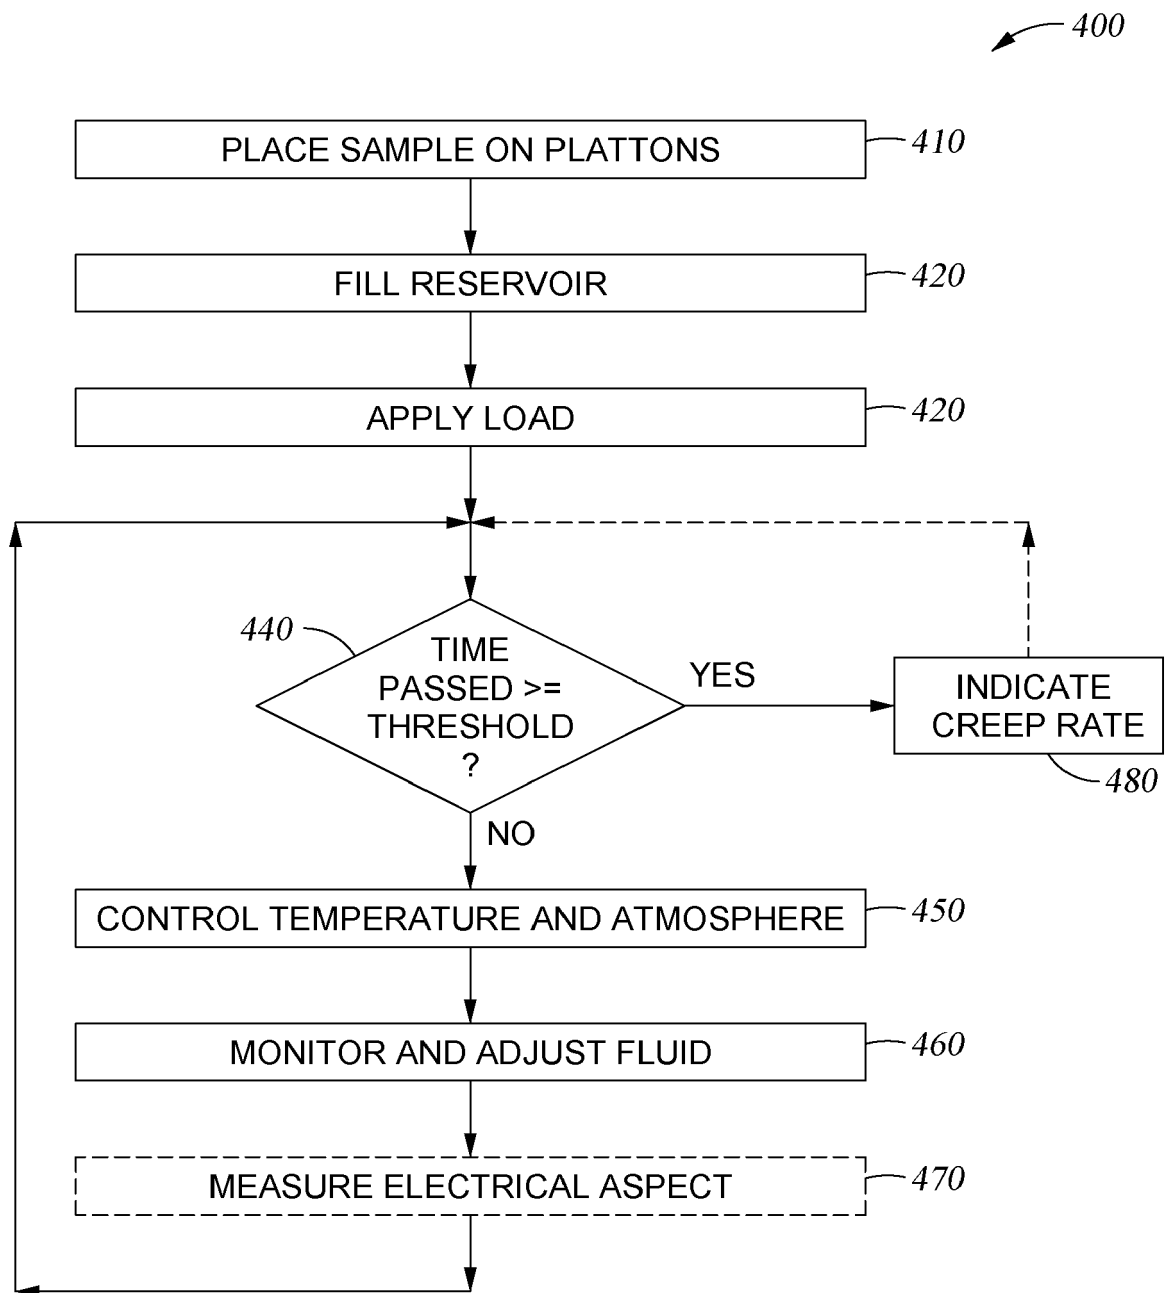 400
PLACE SAMPLE ON PLATTONS
410
FILL RESERVOIR
420
APPLY LOAD
420
440
TIME
PASSED >=
THRESHOLD
?
YES
INDICATE
CREEP RATE
480
NO
CONTROL TEMPERATURE AND ATMOSPHERE
450
MONITOR AND ADJUST FLUID
460
MEASURE ELECTRICAL ASPECT
470